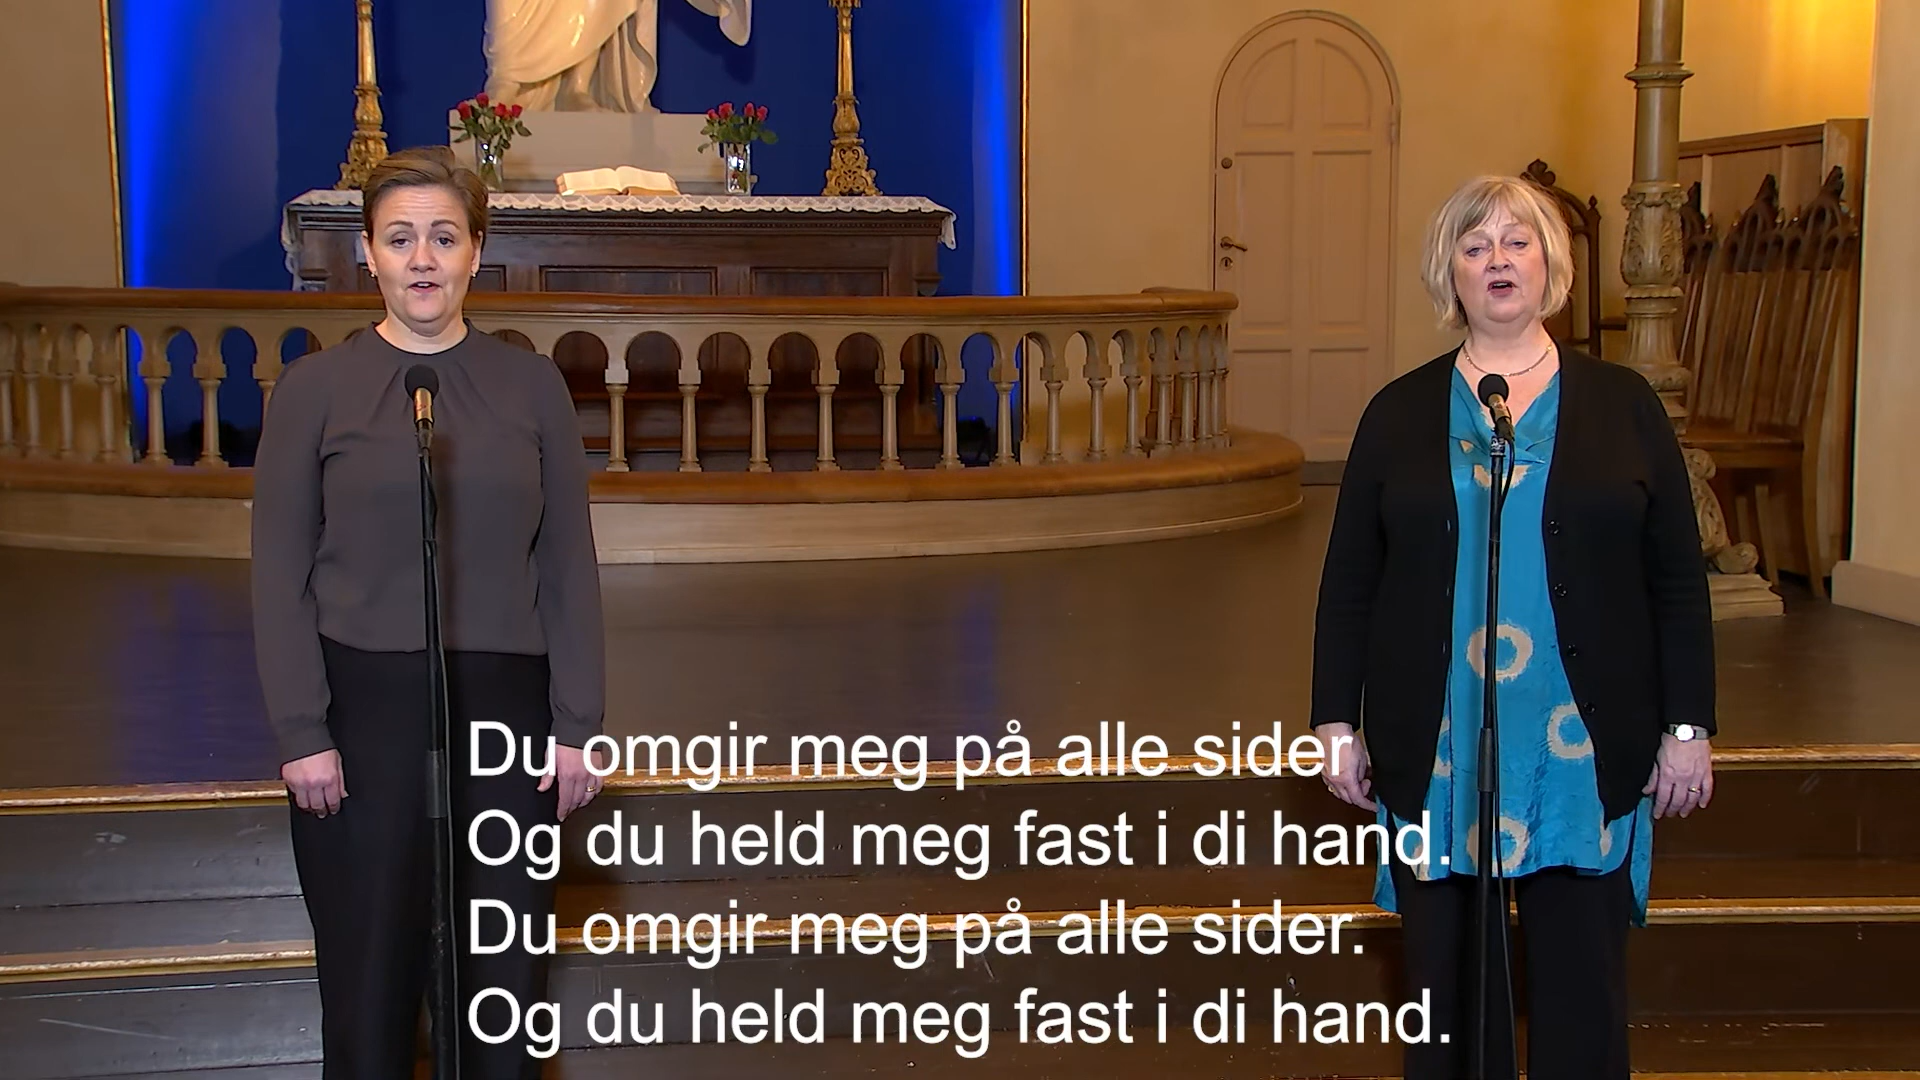 Du omgir meg på alle sider
Og du held meg fast i di hand.
Du omgir meg på alle sider.
Og du held meg fast i di hand.